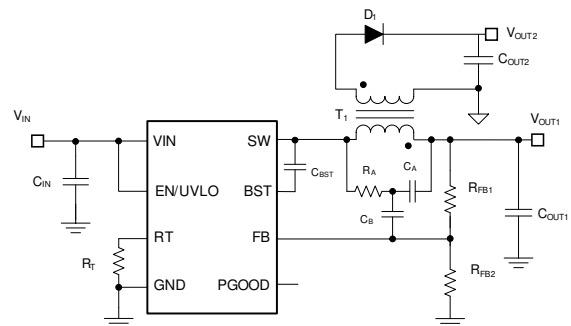 D1
VOUT2
COUT2
T1
VIN
VOUT1
VIN
SW
CBST
RA
CA
CIN
EN/UVLO
BST
RFB1
CB
COUT1
RT
FB
RT
RFB2
GND
PGOOD